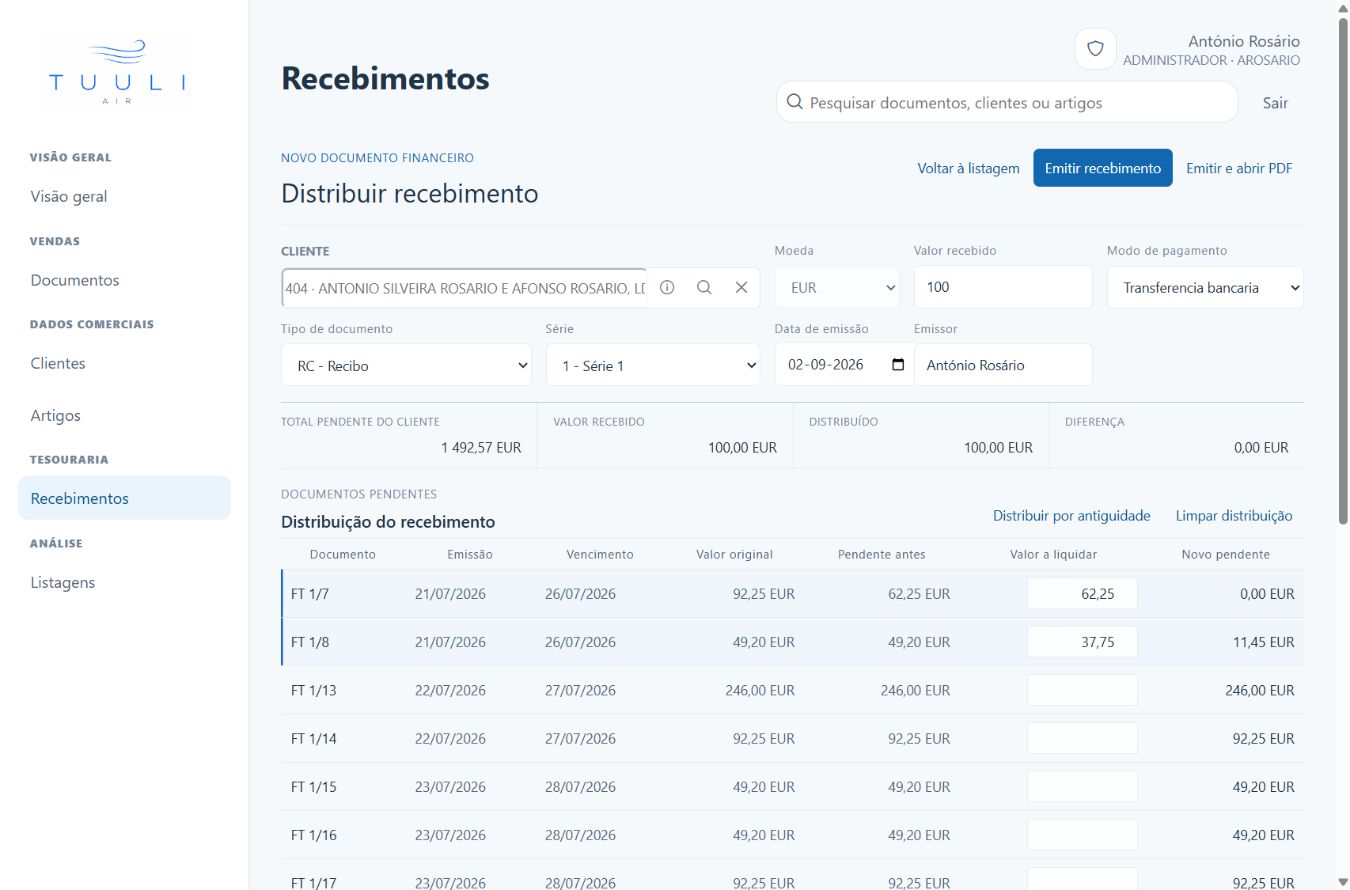 TUULI
AIR
António Rosário
ADMINISTRADOR · AROSARIO
Recebimentos
Pesquisar documentos, clientes ou artigos
Sair
VISÃO GERAL
Visão geral
VENDAS
Documentos
DADOS COMERCIAIS
Clientes
Artigos
TESOURARIA
Recebimentos
ANÁLISE
Listagens
NOVO DOCUMENTO FINANCEIRO
Distribuir recebimento
Voltar à listagem Emitir recebimento Emitir e abrir PDF
CLIENTE Moeda Valor recebido Modo de pagamento
404 · ANTONIO SILVEIRA ROSARIO E AFONSO ROSARIO, EUR 100 Transferencia bancaria
Tipo de documento Série Data de emissão Emissor
RC - Recibo 1 - Série 1 02-09-2026 António Rosário
TOTAL PENDENTE DO CLIENTE VALOR RECEBIDO DISTRIBUÍDO DIFERENÇA
1 492,57 EUR 100,00 EUR 100,00 EUR 0,00 EUR
DOCUMENTOS PENDENTES
Distribuição do recebimento Distribuir por antiguidade Limpar distribuição
Documento Emissão Vencimento Valor original Pendente antes Valor a liquidar Novo pendente
FT 1/7 21/07/2026 26/07/2026 92,25 EUR 62,25 EUR 62,25 0,00 EUR
FT 1/8 21/07/2026 26/07/2026 49,20 EUR 49,20 EUR 37,75 11,45 EUR
FT 1/13 22/07/2026 27/07/2026 246,00 EUR 246,00 EUR 246,00 EUR
FT 1/14 22/07/2026 27/07/2026 92,25 EUR 92,25 EUR 92,25 EUR
FT 1/15 23/07/2026 28/07/2026 49,20 EUR 49,20 EUR 49,20 EUR
FT 1/16 23/07/2026 28/07/2026 49,20 EUR 49,20 EUR 49,20 EUR
FT 1/17 23/07/2026 28/07/2026 92,25 EUR 92,25 EUR 92,25 EUR